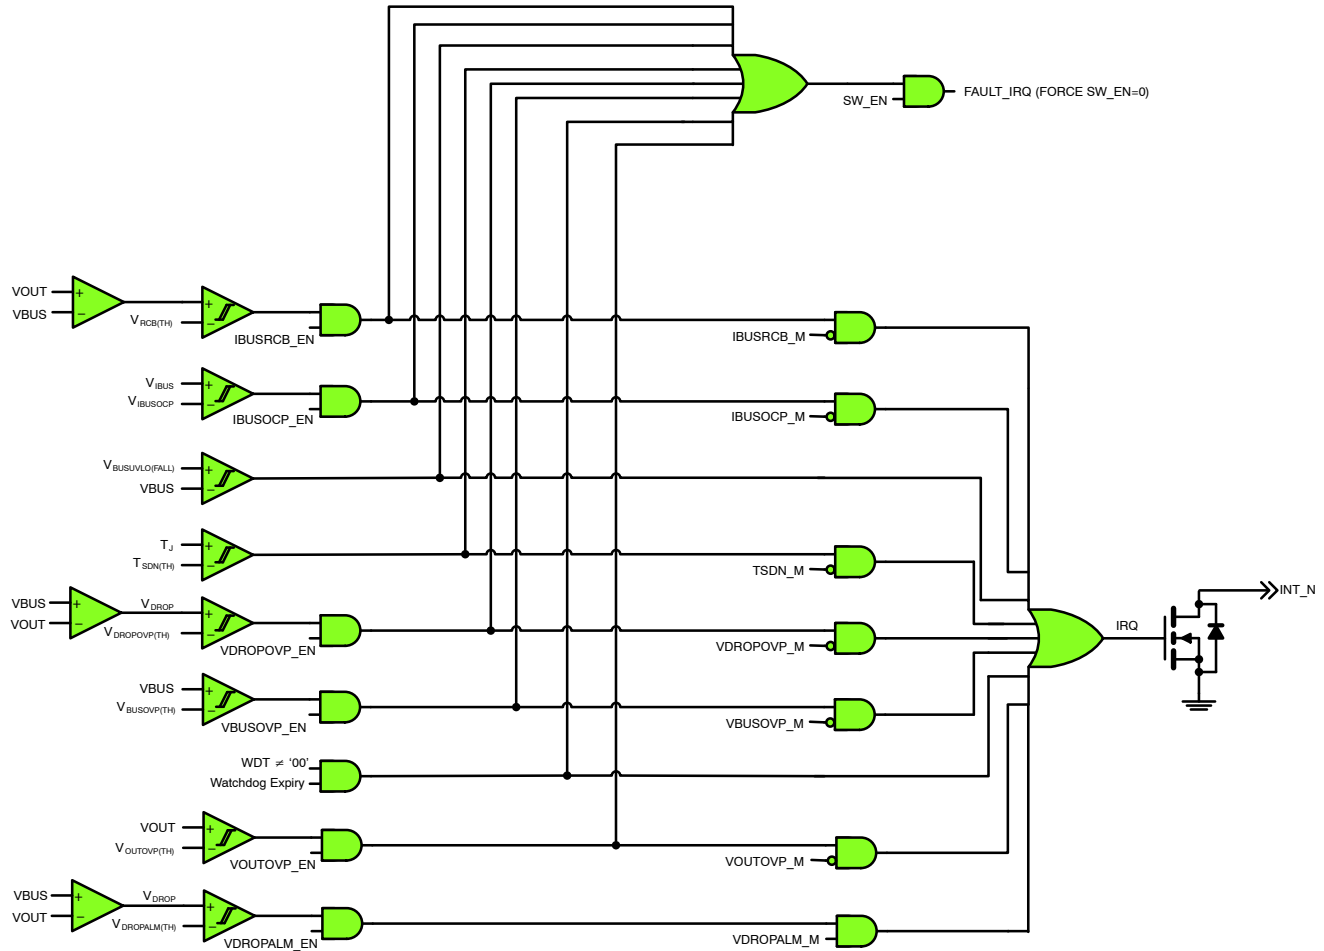 SW_EN
FAULT_IRQ (FORCE SW_EN=0)
VOUT
+
VBUS
−
+
VRCB(TH)
−
IBUSRCB_EN
IBUSRCB_M
VIBUS
+
VIBUSOCP
−
IBUSOCP_EN
IBUSOCP_M
VBUSUVLO(FALL)
+
VBUS
−
TJ
+
TSDN(TH)
−
TSDN_M
VBUS
+
VOUT
−
VDROP
+
VDROPOVP(TH)
−
VDROPOVP_EN
VDROPOVP_M
IRQ
INT_N
VBUS
+
VBUSOVP(TH)
−
VBUSOVP_EN
VBUSOVP_M
WDT ≠ ‘00’
Watchdog Expiry
VOUT
+
VOUTOVP(TH)
−
VOUTOVP_EN
VOUTOVP_M
VBUS
+
VOUT
−
VDROP
+
VDROPALM(TH)
−
VDROPALM_EN
VDROPALM_M